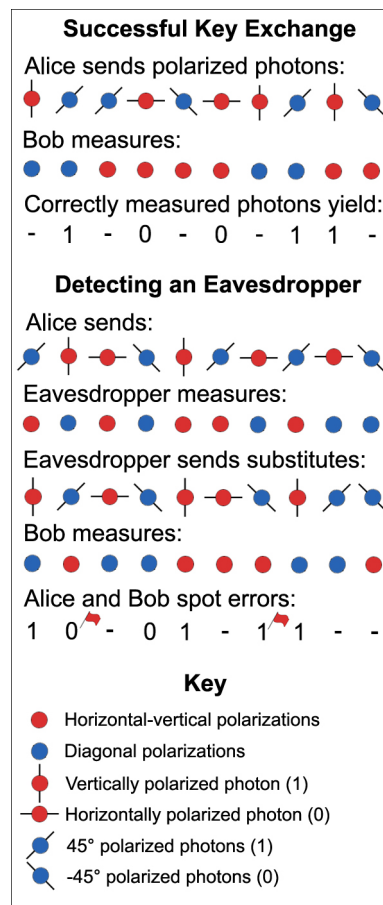 Successful Key Exchange
Alice sends polarized photons:
Bob measures:
Correctly measured photons yield:
- 1 - 0 - 0 - 1 1 -
Detecting an Eavesdropper
Alice sends:
Eavesdropper measures:
Eavesdropper sends substitutes:
Bob measures:
Alice and Bob spot errors:
1 0 - 0 1 - 1 1 - -
Key
Horizontal-vertical polarizations
Diagonal polarizations
Vertically polarized photon (1)
Horizontally polarized photon (0)
45° polarized photons (1)
-45° polarized photons (0)